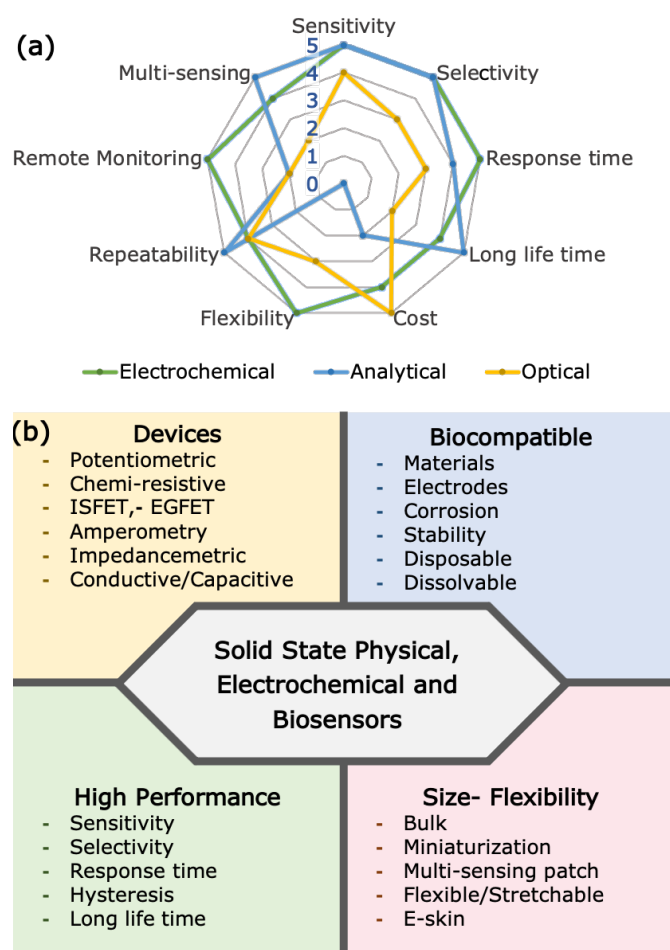 (a)
Sensitivity
5
4
3
2
1
0
Selectivity
Response time
Long life time
Cost
Flexibility
Repeatability
Remote Monitoring
Multi-sensing
Electrochemical
Analytical
Optical
(b)
Devices
- Potentiometric
- Chemi-resistive
- ISFET,- EGFET
- Amperometry
- Impedancemetric
- Conductive/Capacitive
Biocompatible
- Materials
- Electrodes
- Corrosion
- Stability
- Disposable
- Dissolvable
Solid State Physical,
Electrochemical and
Biosensors
High Performance
- Sensitivity
- Selectivity
- Response time
- Hysteresis
- Long life time
Size- Flexibility
- Bulk
- Miniaturization
- Multi-sensing patch
- Flexible/Stretchable
- E-skin